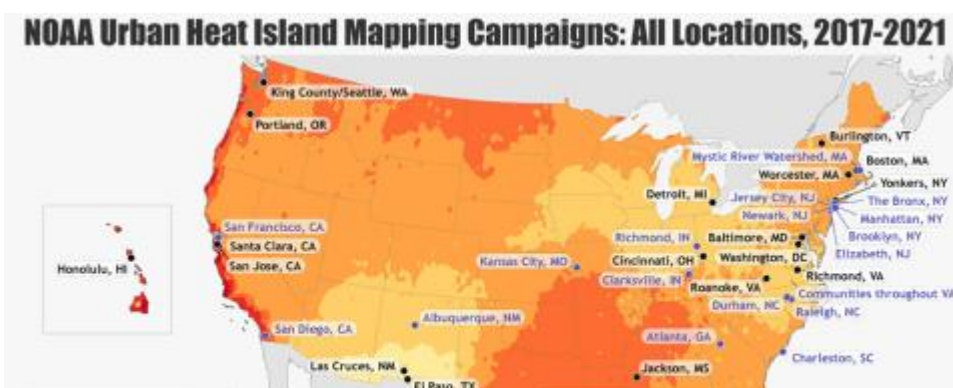 NOAA Urban Heat Island Mapping Campaigns: All Locations, 2017-2021
King County/Seattle, WA
Portland, OR
Burlington, VT
Mystic River Watershed, MA
Boston, MA
Worcester, MA
Yonkers, NY
Detroit, MI
Jersey City, NJ
The Bronx, NY
Newark, NJ
Manhattan, NY
San Francisco, CA
Richmond, IN
Baltimore, MD
Brooklyn, NY
Santa Clara, CA
Elizabeth, NJ
Kansas City, MO
Cincinnati, OH
Washington, DC
San Jose, CA
Honolulu, HI
Richmond, VA
Clarksville, IN
Roanoke, VA
Communities throughout VA
Durham, NC
Raleigh, NC
Albuquerque, NM
San Diego, CA
Atlanta, GA
Charleston, SC
Las Cruces, NM
Jackson, MS
El Paso, TX